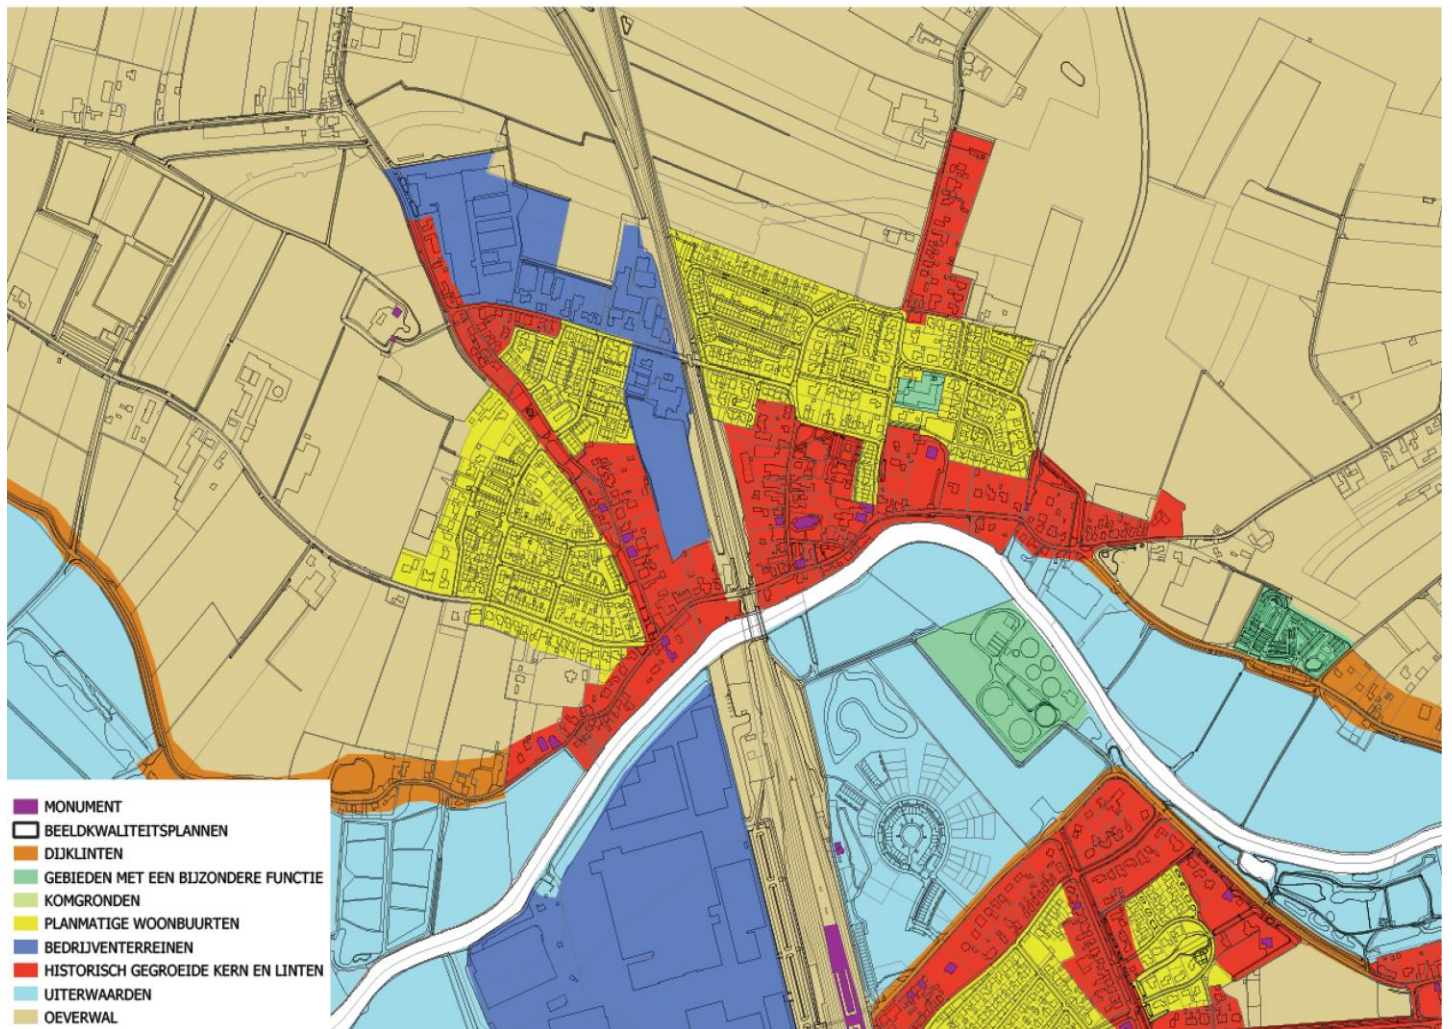 MONUMENT
BEELDKWALITEITSPLANNEN
DIJKLINTEN
GEBIEDEN MET EEN BIJZONDERE FUNCTIE
KOMGRONDEN
PLANMATIGE WOONBUURTEN
BEDRIJVENTERREINEN
HISTORISCH GEGROEIDE KERN EN LINTEN
UITERWAARDEN
OEVERWAL